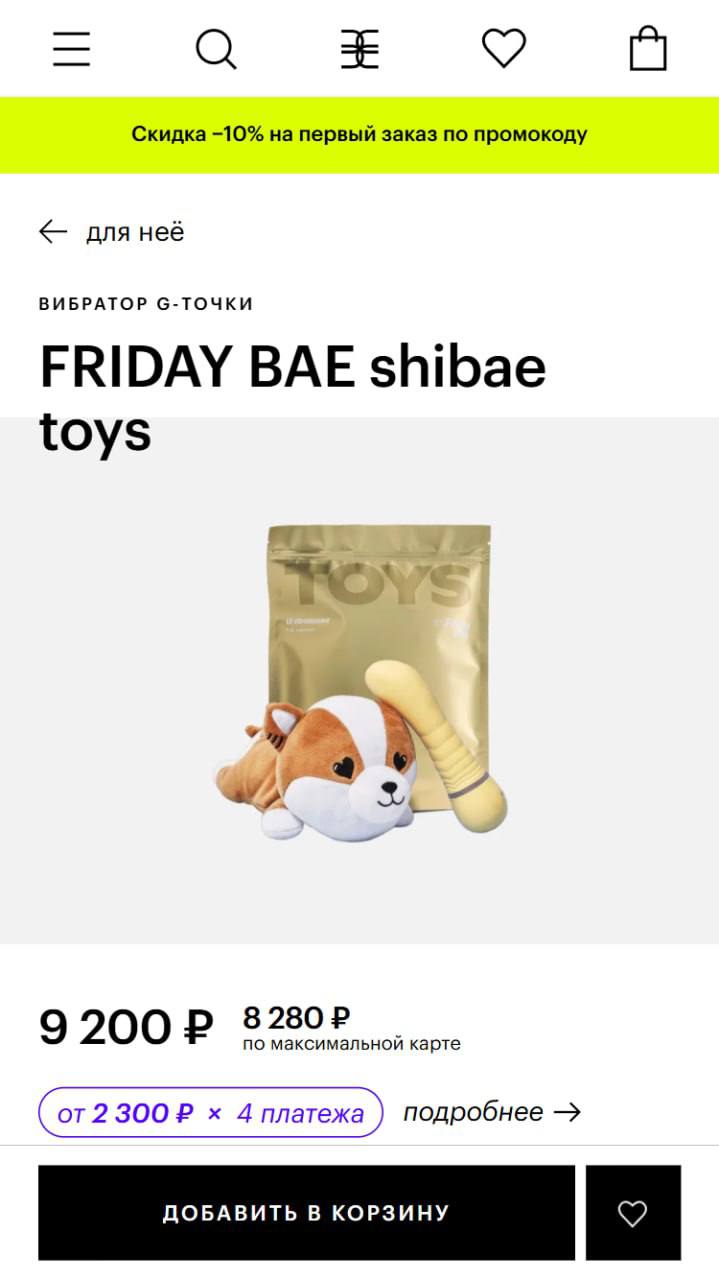 Скидка −10% на первый заказ по промокоду
← для неё
ВИБРАТОР G-ТОЧКИ
FRIDAY BAE shibae
toys
TOYS
9 200 ₽
8 280 ₽
по максимальной карте
от 2 300 ₽ × 4 платежа
подробнее →
ДОБАВИТЬ В КОРЗИНУ